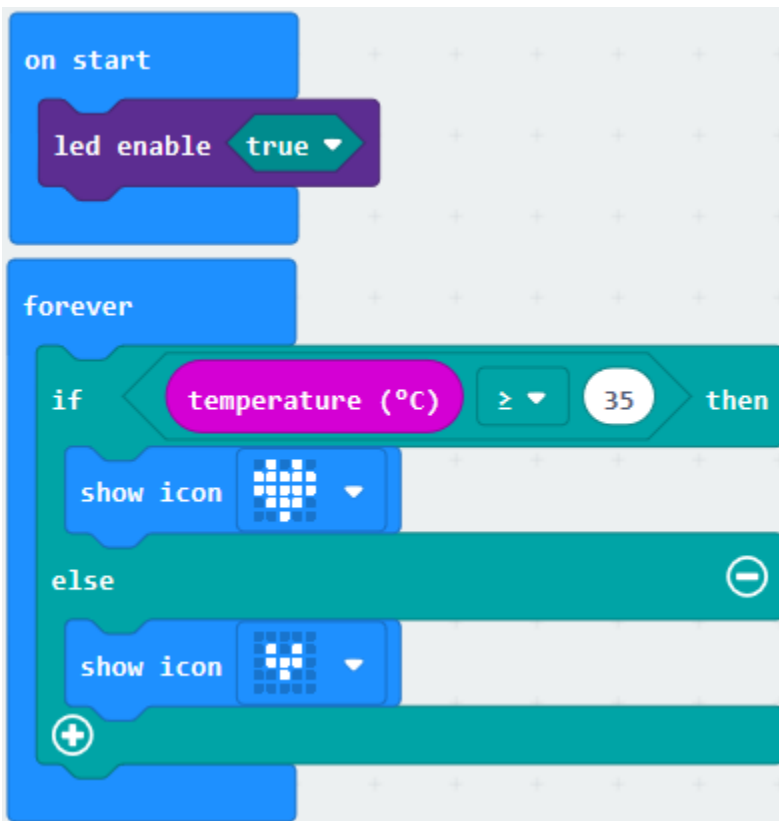 on start
led enable true
forever
if temperature (°C) ≥ 35 then
show icon
else
show icon